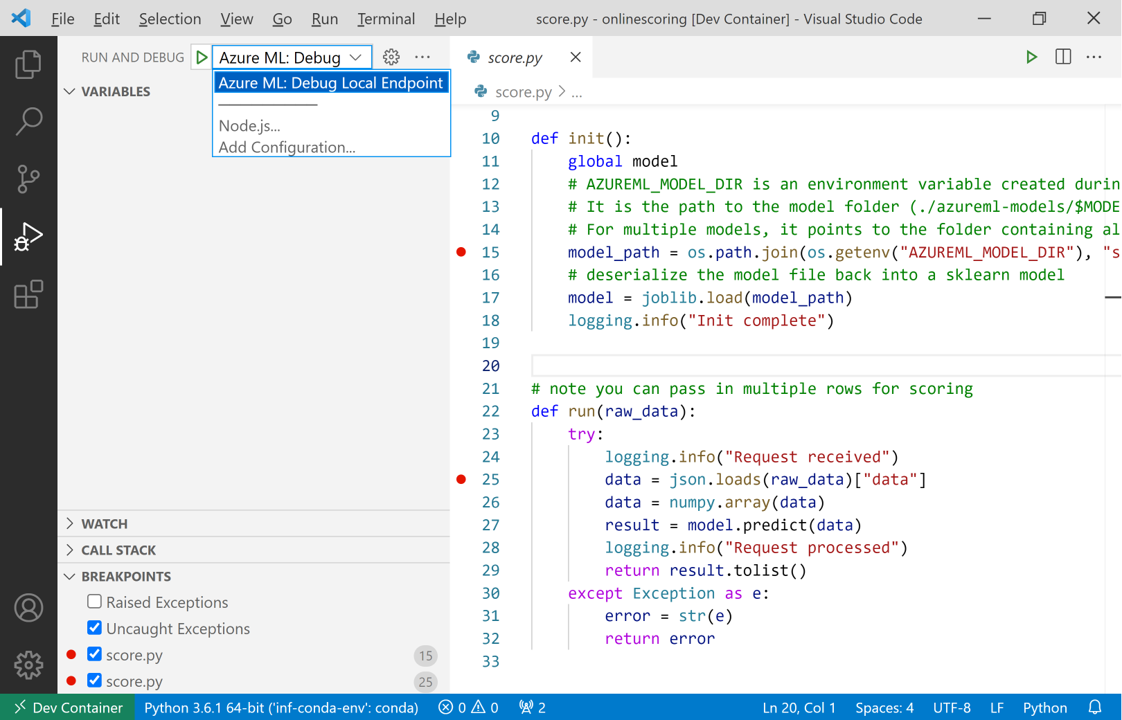 File Edit Selection View Go Run Terminal Help score.py - onlinescoring [Dev Container] - Visual Studio Code
RUN AND DEBUG Azure ML: Debug
Azure ML: Debug Local Endpoint
Node.js...
Add Configuration...
VARIABLES
WATCH
CALL STACK
BREAKPOINTS
Raised Exceptions
Uncaught Exceptions
score.py 15
score.py 25
score.py
score.py > ...
9
10 def init():
11 global model
12 # AZUREML_MODEL_DIR is an environment variable created durin
13 # It is the path to the model folder (./azureml-models/$MODE
14 # For multiple models, it points to the folder containing al
15 model_path = os.path.join(os.getenv("AZUREML_MODEL_DIR"), "s
16 # deserialize the model file back into a sklearn model
17 model = joblib.load(model_path)
18 logging.info("Init complete")
19
20
21 # note you can pass in multiple rows for scoring
22 def run(raw_data):
23 try:
24 logging.info("Request received")
25 data = json.loads(raw_data)["data"]
26 data = numpy.array(data)
27 result = model.predict(data)
28 logging.info("Request processed")
29 return result.tolist()
30 except Exception as e:
31 error = str(e)
32 return error
33
Dev Container Python 3.6.1 64-bit ('inf-conda-env': conda) 0 0 2 Ln 20, Col 1 Spaces: 4 UTF-8 LF Python